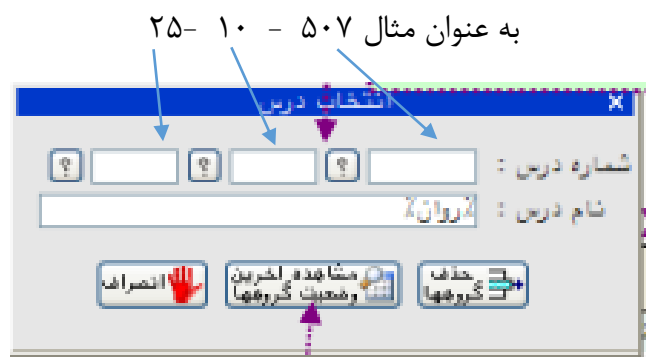 به عنوان مثال ۵۰۷ - ۱۰ -۲۵
انتخاب درس X
شماره درس : ؟ ؟ ؟
نام درس : ٪روان٪
حذف گروهها
مشاهده آخرین وضعیت گروهها
انصراف